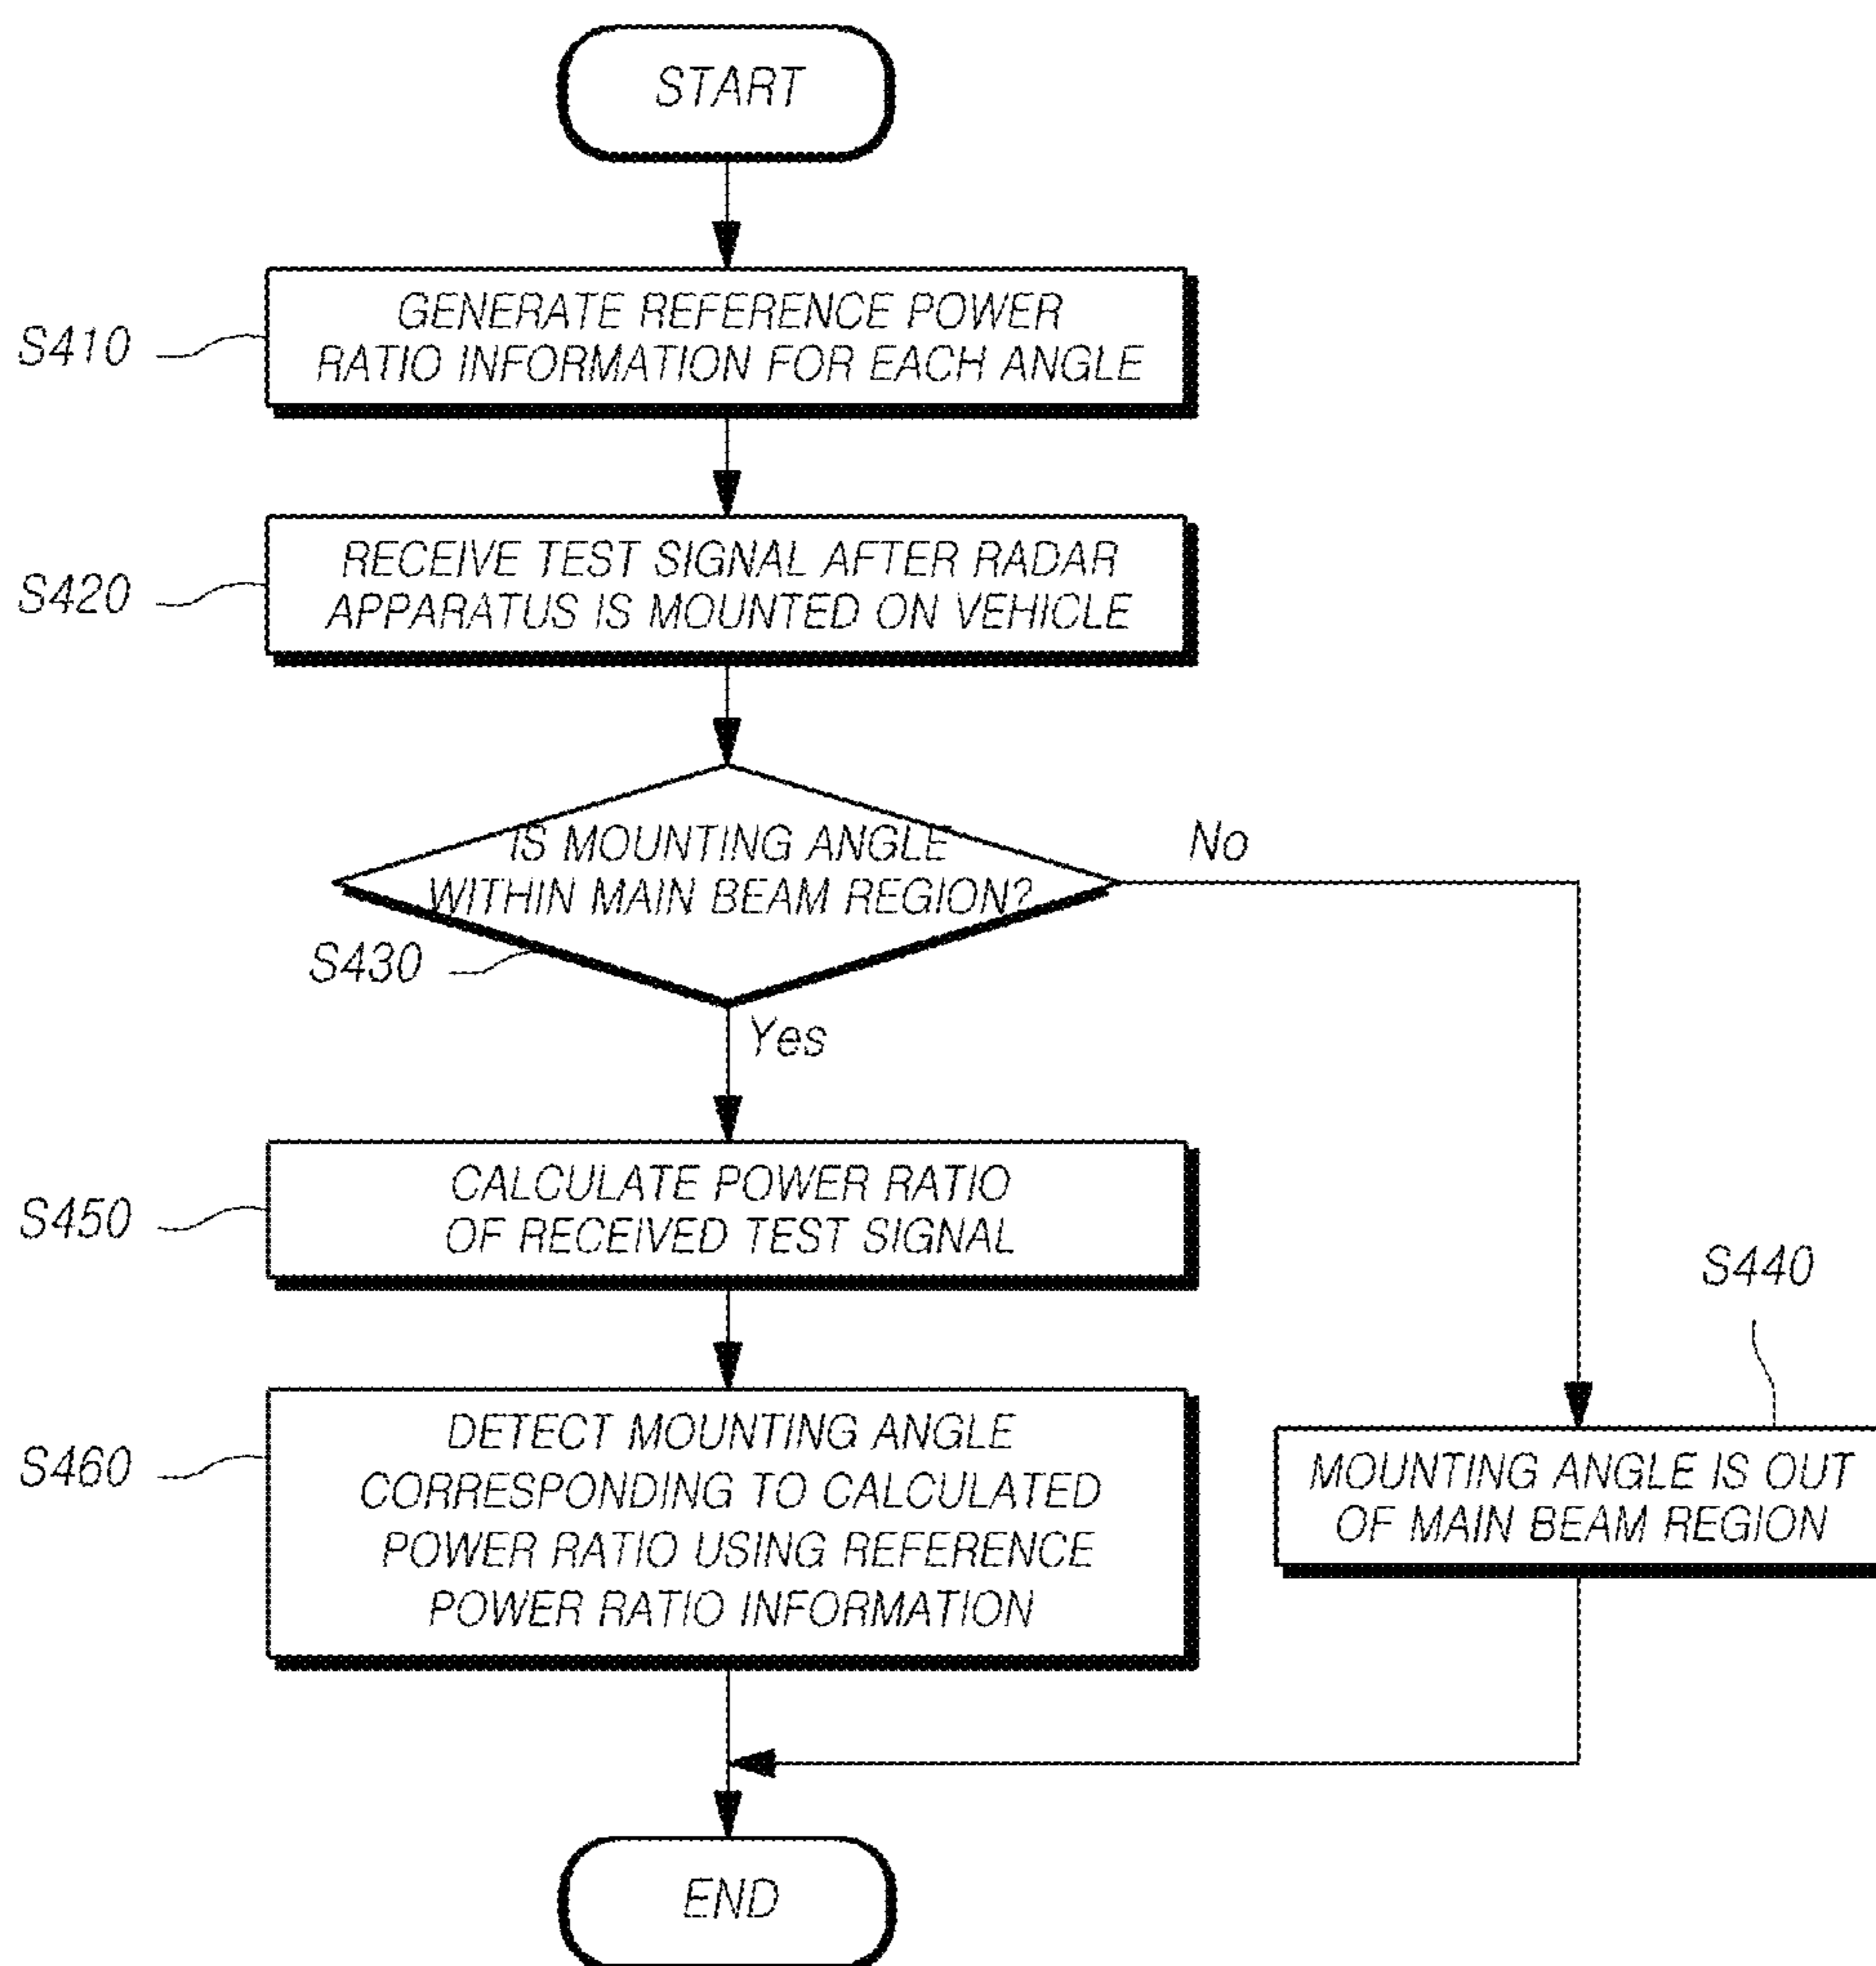 START
S410
GENERATE REFERENCE POWER
RATIO INFORMATION FOR EACH ANGLE
S420
RECEIVE TEST SIGNAL AFTER RADAR
APPARATUS IS MOUNTED ON VEHICLE
IS MOUNTING ANGLE
WITHIN MAIN BEAM REGION?
No
S430
Yes
S450
CALCULATE POWER RATIO
OF RECEIVED TEST SIGNAL
S440
MOUNTING ANGLE IS OUT
OF MAIN BEAM REGION
S460
DETECT MOUNTING ANGLE
CORRESPONDING TO CALCULATED
POWER RATIO USING REFERENCE
POWER RATIO INFORMATION
END